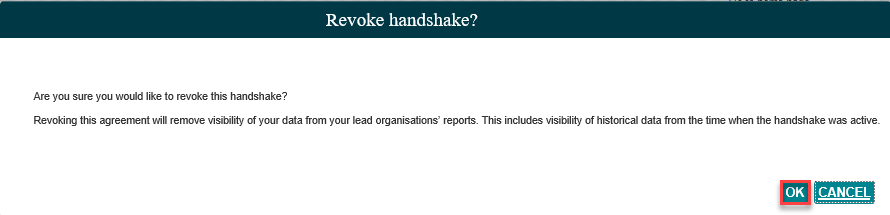 Revoke handshake?
Are you sure you would like to revoke this handshake?
Revoking this agreement will remove visibility of your data from your lead organisations' reports. This includes visibility of historical data from the time when the handshake was active.
OK CANCEL